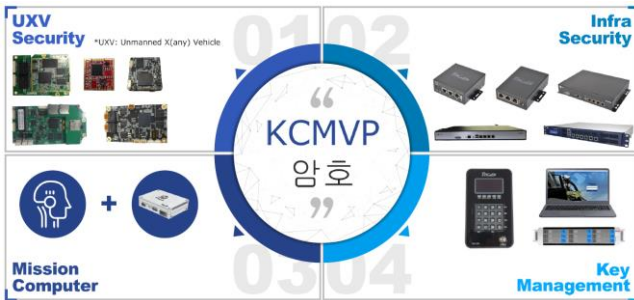 UXV
Security
*UXV: Unmanned X(any) Vehicle
01
02
Infra
Security
“
KCMVP
암호
”
Mission
Computer
03
04
Key
Management